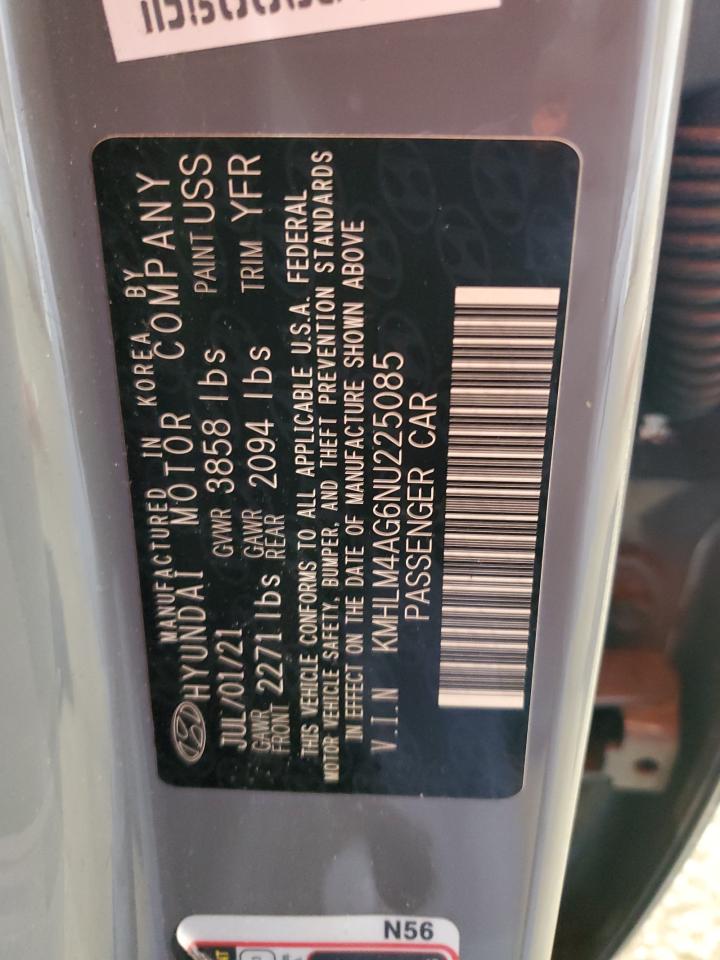 MANUFACTURED IN KOREA BY
HYUNDAI MOTOR COMPANY
JUL/01/21 GVWR 3858 lbs PAINT USS
GAWR FRONT 2271 lbs GAWR REAR 2094 lbs TRIM YFR
THIS VEHICLE CONFORMS TO ALL APPLICABLE U.S.A. FEDERAL
MOTOR VEHICLE SAFETY, BUMPER, AND THEFT PREVENTION STANDARDS
IN EFFECT ON THE DATE OF MANUFACTURE SHOWN ABOVE
V.I.N KMHLM4AG6NU225085
PASSENGER CAR
N56